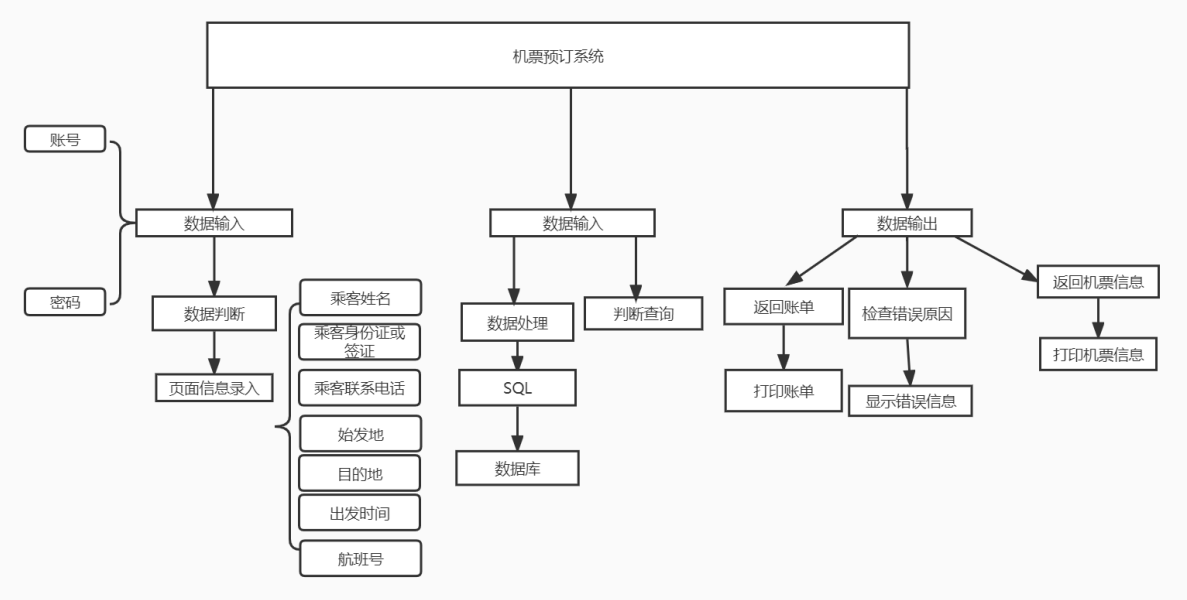 机票预订系统
账号
密码
数据输入
数据判断
页面信息录入
乘客姓名
乘客身份证或
签证
乘客联系电话
始发地
目的地
出发时间
航班号
数据输入
数据处理
SQL
数据库
判断查询
数据输出
返回账单
打印账单
检查错误原因
显示错误信息
返回机票信息
打印机票信息